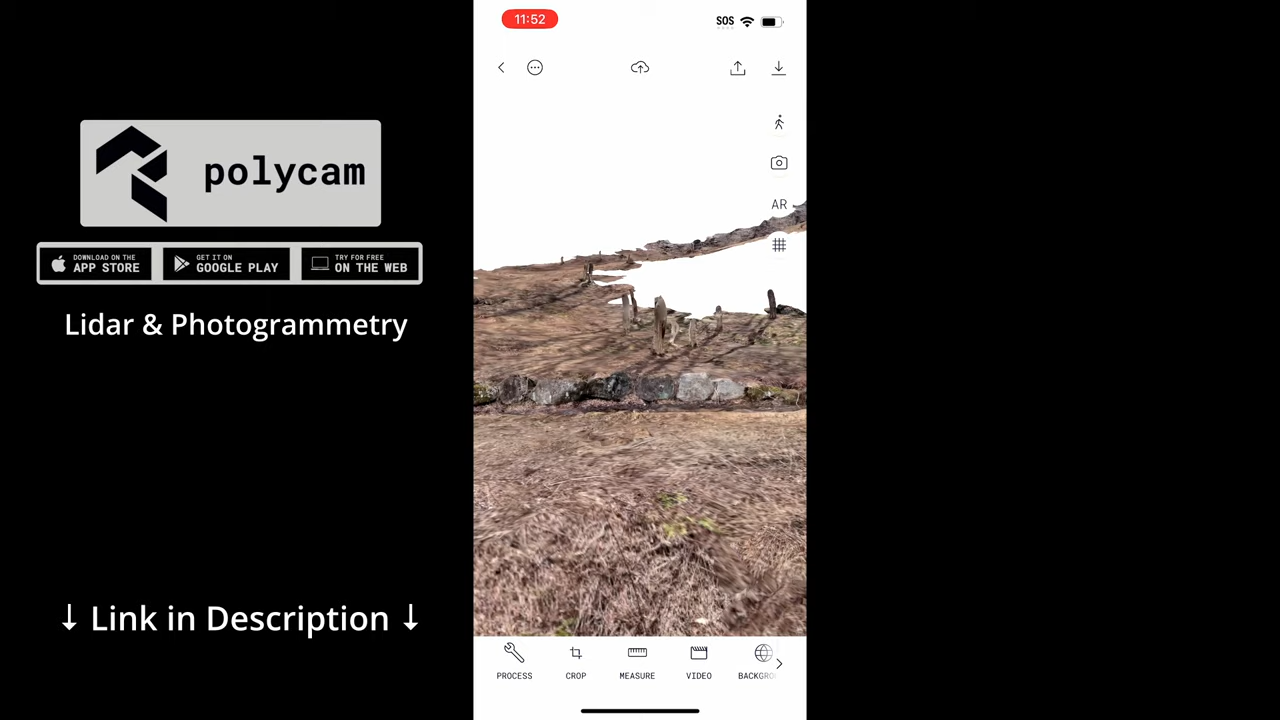 polycam
DOWNLOAD ON THE
APP STORE
GET IT ON
GOOGLE PLAY
TRY FOR FREE
ON THE WEB
Lidar & Photogrammetry
↓ Link in Description ↓
11:52
SOS
AR
PROCESS
CROP
MEASURE
VIDEO
BACKGRO